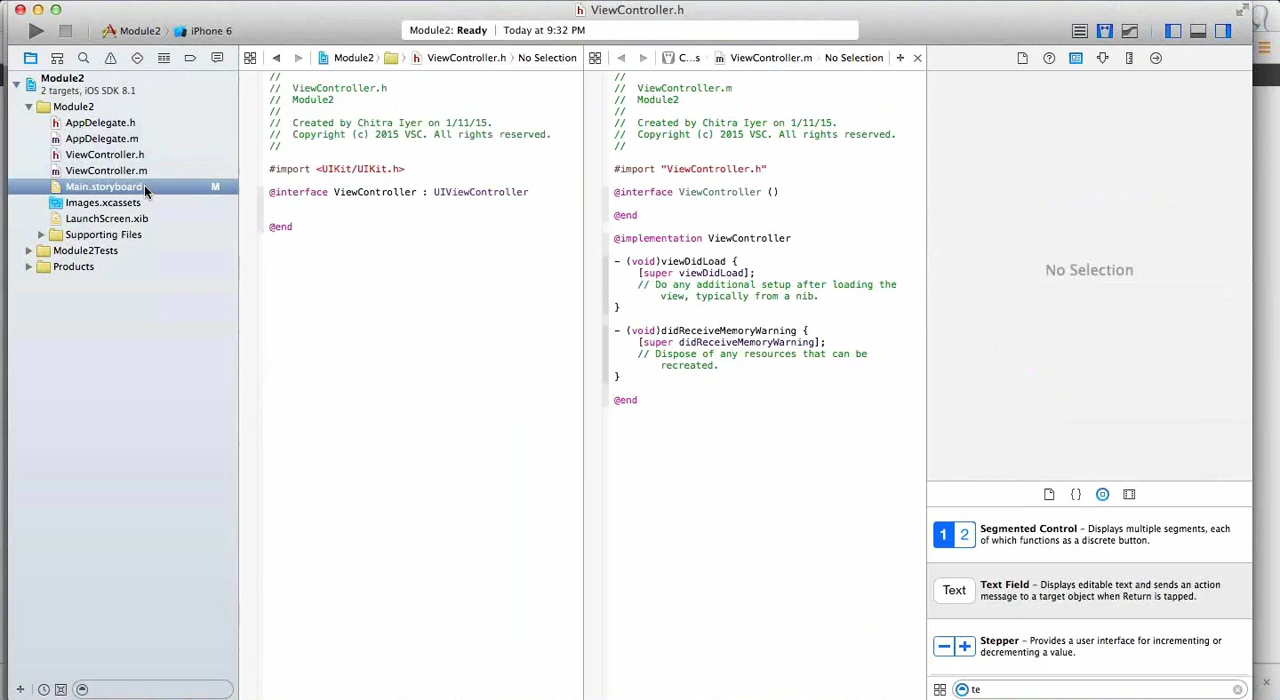 ViewController.h
Module2
iPhone 6
Module2: Ready
Today at 9:32 PM
Module2
ViewController.h
No Selection
C...s
ViewController.m
No Selection
Module2
2 targets, iOS SDK 8.1
Module2
AppDelegate.h
AppDelegate.m
ViewController.h
ViewController.m
Main.storyboard
M
Images.xcassets
LaunchScreen.xib
Supporting Files
Module2Tests
Products
//
// ViewController.h
// Module2
//
// Created by Chitra Iyer on 1/11/15.
// Copyright (c) 2015 VSC. All rights reserved.
//
#import <UIKit/UIKit.h>
@interface ViewController : UIViewController
@end
//
// ViewController.m
// Module2
//
// Created by Chitra Iyer on 1/11/15.
// Copyright (c) 2015 VSC. All rights reserved.
//
#import "ViewController.h"
@interface ViewController ()
@end
@implementation ViewController
- (void)viewDidLoad {
[super viewDidLoad];
// Do any additional setup after loading the
view, typically from a nib.
}
- (void)didReceiveMemoryWarning {
[super didReceiveMemoryWarning];
// Dispose of any resources that can be
recreated.
}
@end
No Selection
1 2
Segmented Control – Displays multiple segments, each
of which functions as a discrete button.
Text
Text Field – Displays editable text and sends an action
message to a target object when Return is tapped.
Stepper – Provides a user interface for incrementing or
decrementing a value.
te